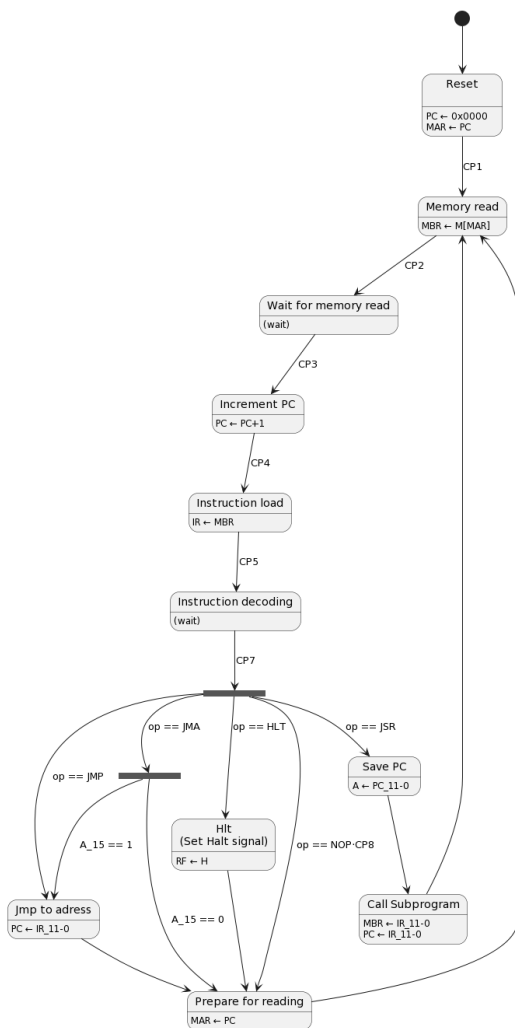 Reset
PC ← 0x0000
MAR ← PC
CP1
Memory read
MBR ← M[MAR]
CP2
Wait for memory read
(wait)
CP3
Increment PC
PC ← PC+1
CP4
Instruction load
IR ← MBR
CP5
Instruction decoding
(wait)
CP7
op == JMP
op == JMA
op == HLT
op == JSR
Save PC
A ← PC_11-0
A_15 == 1
Hlt
(Set Halt signal)
RF ← H
op == NOP·CP8
Jmp to adress
PC ← IR_11-0
A_15 == 0
Call Subprogram
MBR ← IR_11-0
PC ← IR_11-0
Prepare for reading
MAR ← PC